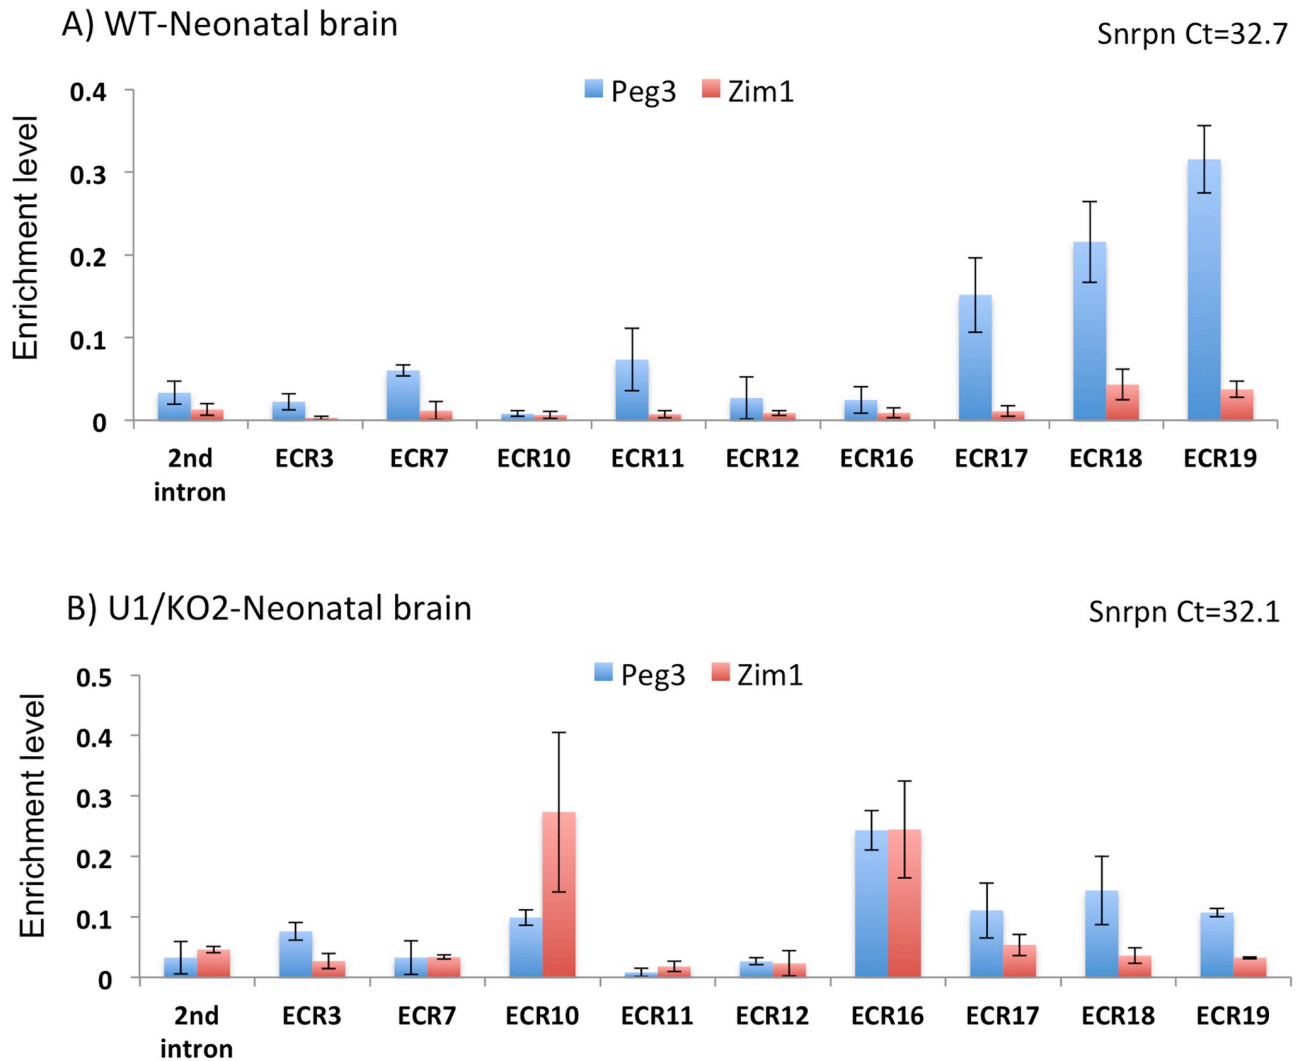 A) WT-Neonatal brain
Snrpn Ct=32.7
Peg3 Zim1
Enrichment level
0.4
0.3
0.2
0.1
0
2nd intron ECR3 ECR7 ECR10 ECR11 ECR12 ECR16 ECR17 ECR18 ECR19
B) U1/KO2-Neonatal brain
Snrpn Ct=32.1
Peg3 Zim1
Enrichment level
0.5
0.4
0.3
0.2
0.1
0
2nd intron ECR3 ECR7 ECR10 ECR11 ECR12 ECR16 ECR17 ECR18 ECR19